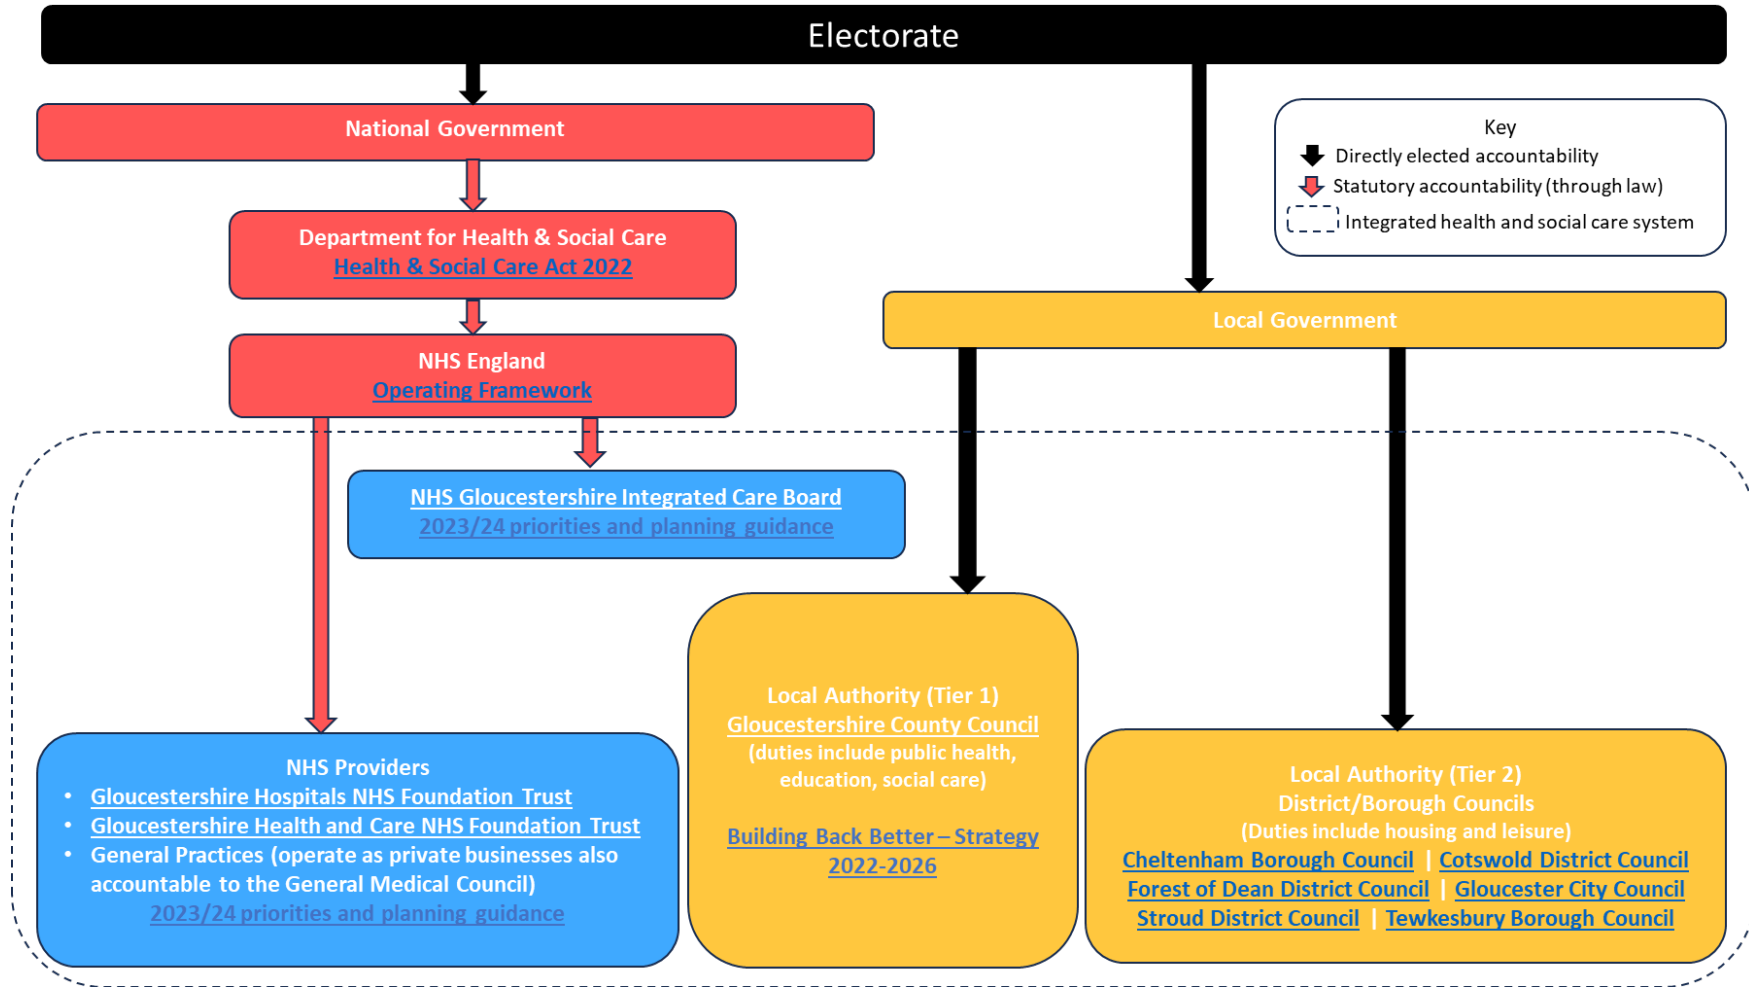 Electorate
National Government
Key
Directly elected accountability
Statutory accountability (through law)
Integrated health and social care system
Department for Health & Social Care
Health & Social Care Act 2022
Local Government
NHS England
Operating Framework
NHS Gloucestershire Integrated Care Board
2023/24 priorities and planning guidance
Local Authority (Tier 1)
Gloucestershire County Council
(duties include public health,
education, social care)
Building Back Better – Strategy
2022-2026
NHS Providers
• Gloucestershire Hospitals NHS Foundation Trust
• Gloucestershire Health and Care NHS Foundation Trust
• General Practices (operate as private businesses also
accountable to the General Medical Council)
2023/24 priorities and planning guidance
Local Authority (Tier 2)
District/Borough Councils
(Duties include housing and leisure)
Cheltenham Borough Council | Cotswold District Council
Forest of Dean District Council | Gloucester City Council
Stroud District Council | Tewkesbury Borough Council